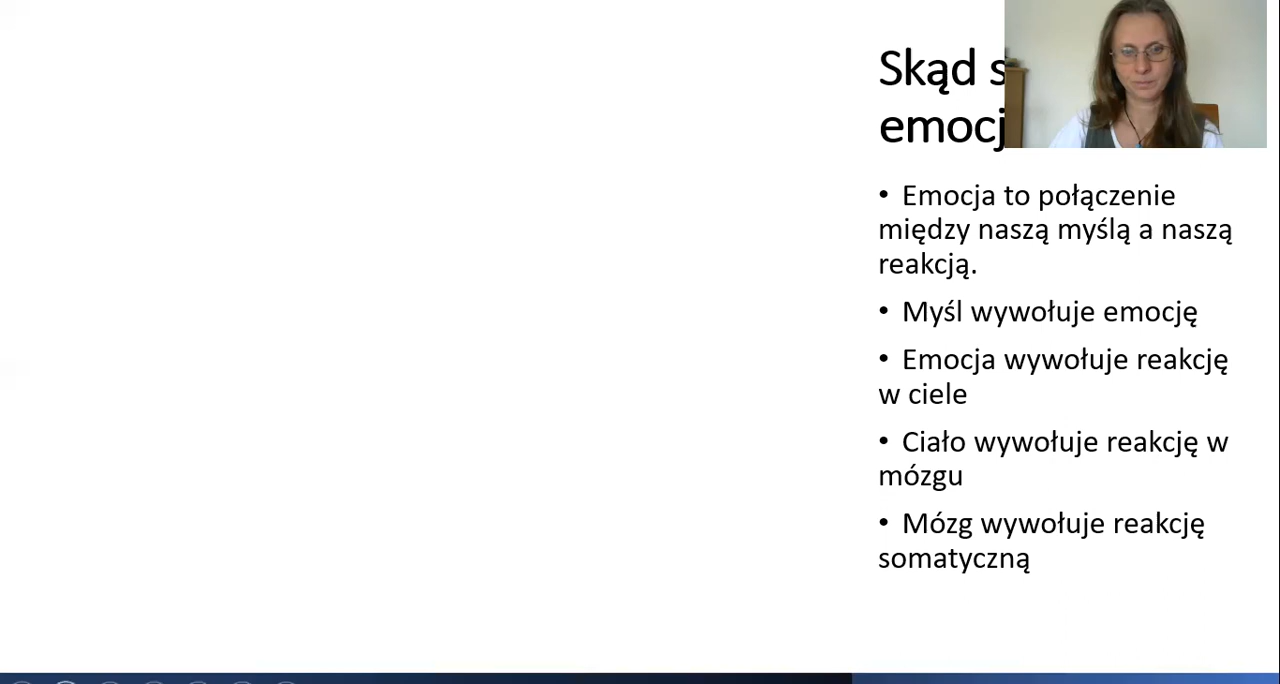 Skąd
emocj
• Emocja to połączenie
między naszą myślą a naszą
reakcją.
• Myśl wywołuje emocję
• Emocja wywołuje reakcję
w ciele
• Ciało wywołuje reakcję w
mózgu
• Mózg wywołuje reakcję
somatyczną